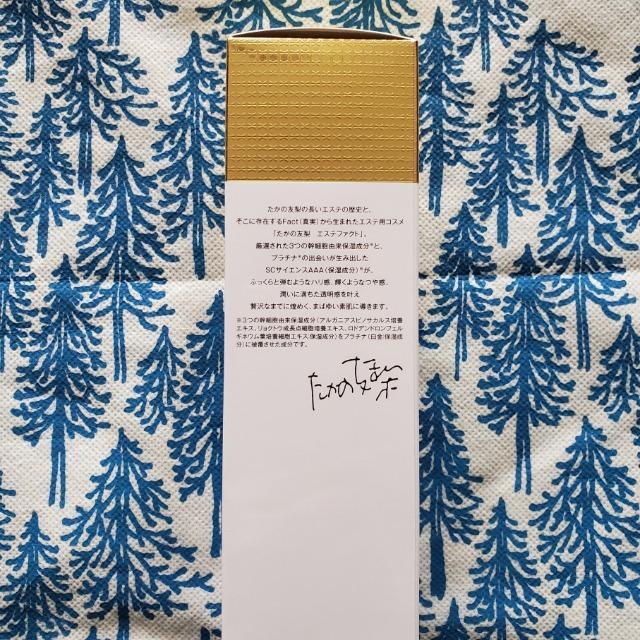 たかの友梨の長いエステの歴史と、
そこに存在するFact(真実)から生まれたエステ用コスメ
「たかの友梨 エステファクト」。
厳選された3つの幹細胞由来保湿成分※と、
プラチナ※の出会いが生み出した
SCサイエンスAAA(保湿成分)※が、
ふっくらと弾むようなハリ感、輝くようなつや感、
潤いに満ちた透明感を叶え
贅沢なまでに煌めく、まばゆい素肌に導きます。
※3つの幹細胞由来保湿成分(アルガニアスピノサカルス培養
エキス、リョクトウ成長点細胞培養エキス、ロドデンドロンフェル
ギネウム葉培養細胞エキス:保湿成分)をプラチナ(白金:保湿成
分)に被覆させた成分です。
たかの友梨